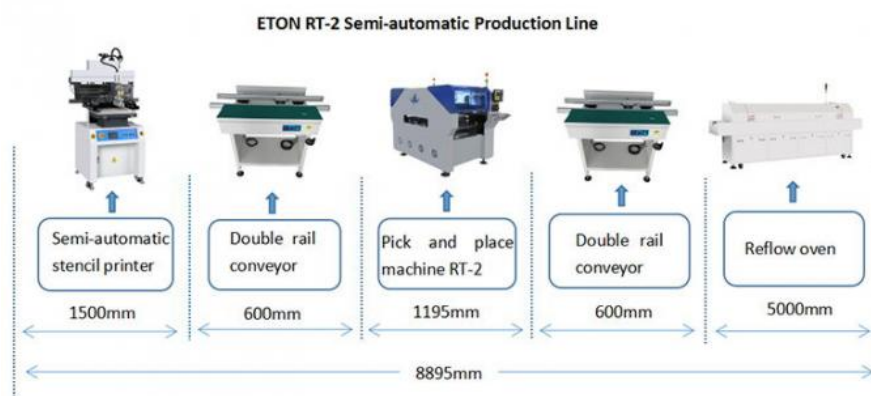 ETON RT-2 Semi-automatic Production Line
Semi-automatic
stencil printer
Double rail
conveyor
Pick and place
machine RT-2
Double rail
conveyor
Reflow oven
1500mm
600mm
1195mm
600mm
5000mm
8895mm